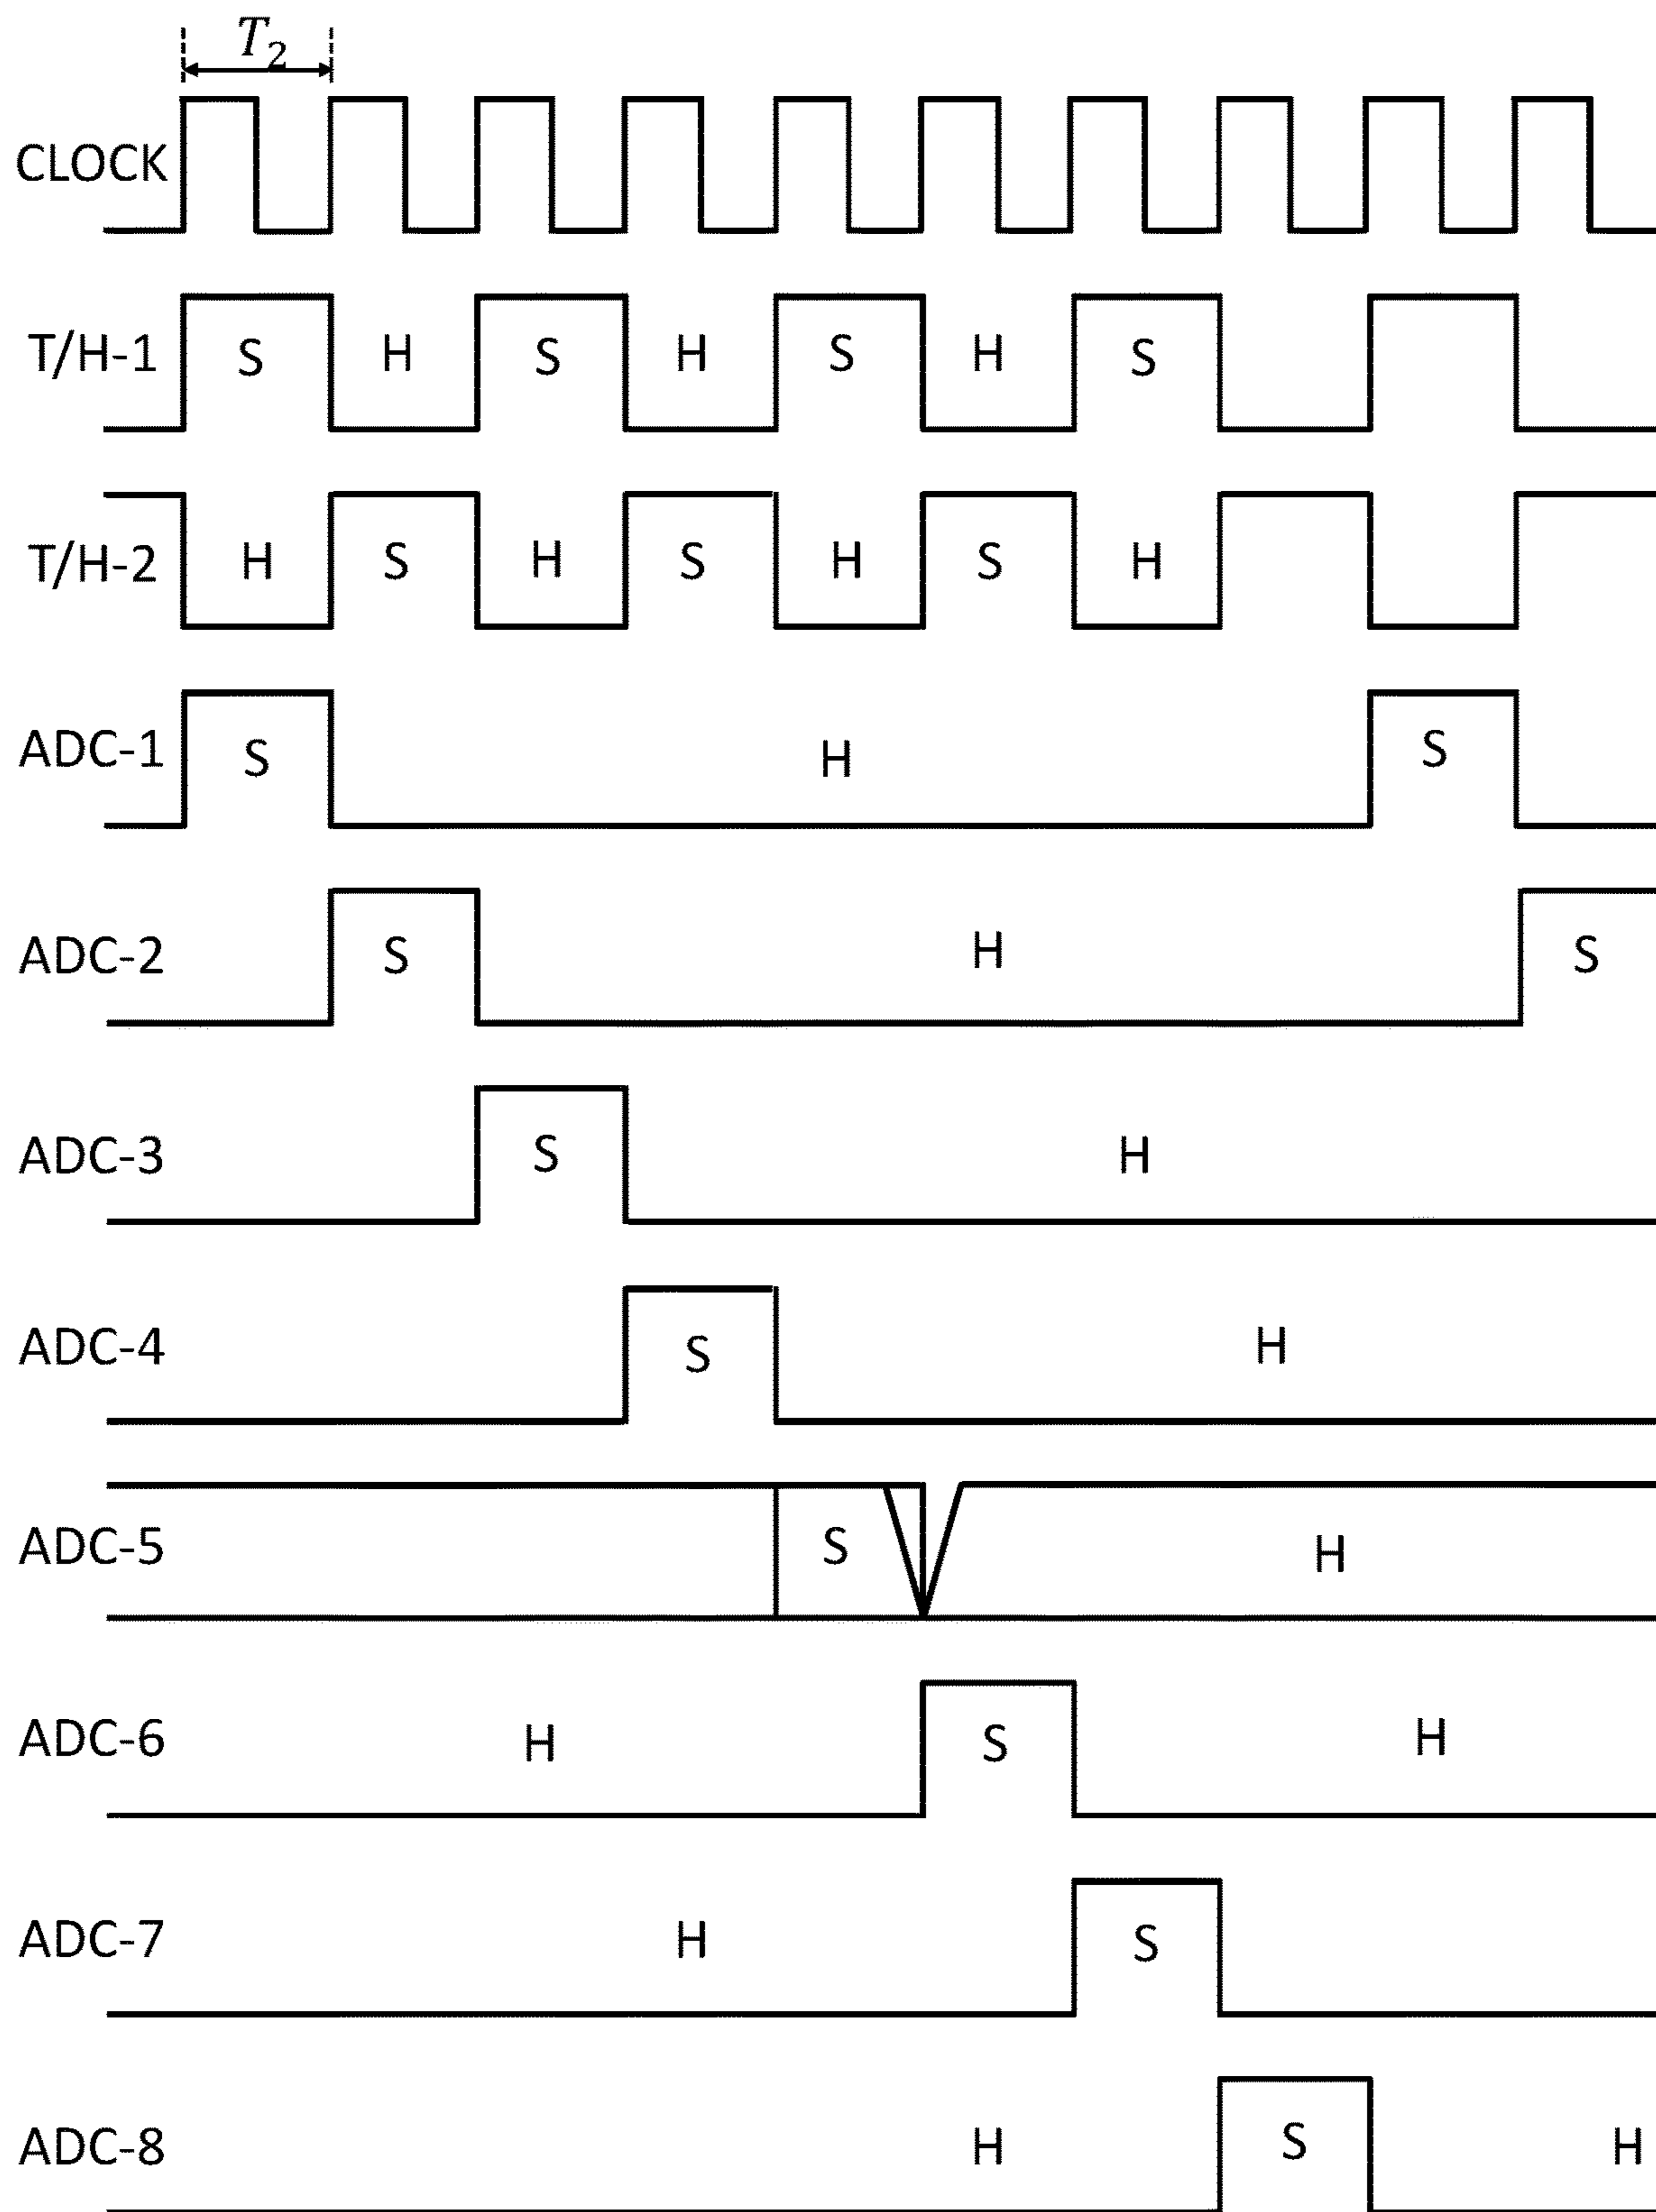 T₂
CLOCK
T/H-1 S H S H S H S
T/H-2 H S H S H S H
ADC-1 S H S
ADC-2 S H S
ADC-3 S H
ADC-4 S H
ADC-5 S H
ADC-6 H S H
ADC-7 H S
ADC-8 H S H